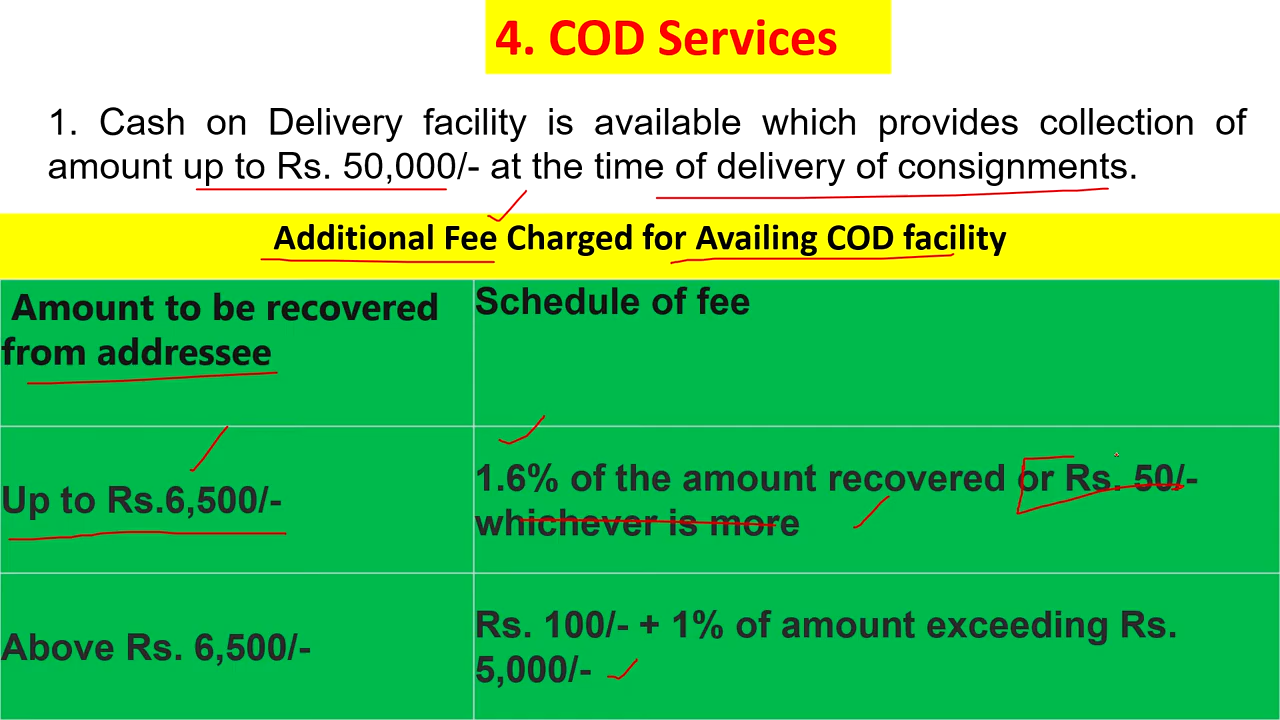 4. COD Services
1. Cash on Delivery facility is available which provides collection of
amount up to Rs. 50,000/- at the time of delivery of consignments.
Additional Fee Charged for Availing COD facility
Amount to be recovered
from addressee
Schedule of fee
Up to Rs.6,500/-
1.6% of the amount recovered or Rs. 50/-
whichever is more
Above Rs. 6,500/-
Rs. 100/- + 1% of amount exceeding Rs.
5,000/-